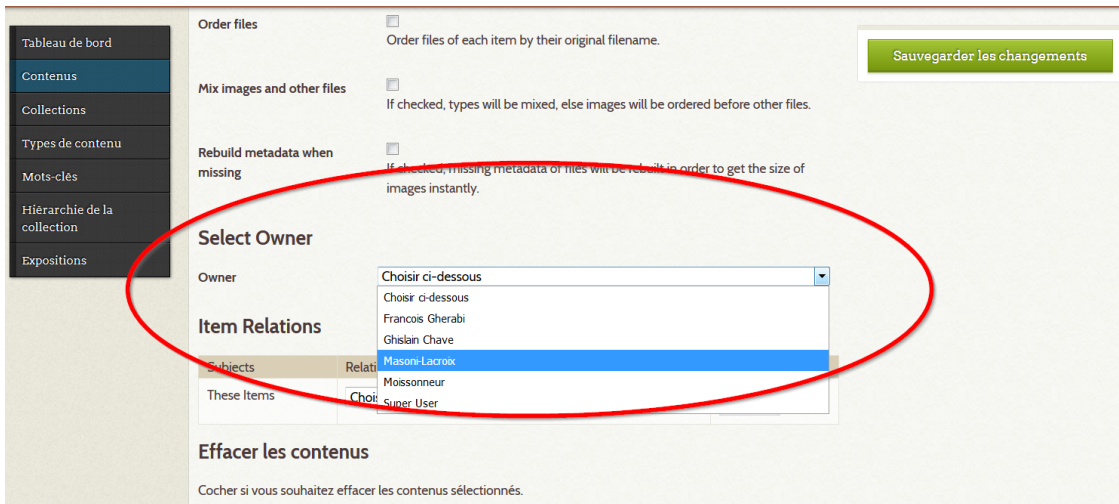 Tableau de bord
Contenus
Collections
Types de contenu
Mots-clés
Hiérarchie de la
collection
Expositions
Order files
Order files of each item by their original filename.
Mix images and other files
If checked, types will be mixed, else images will be ordered before other files.
Rebuild metadata when
missing
If checked, missing metadata of files will be rebuilt in order to get the size of
images instantly.
Select Owner
Owner
Choisir ci-dessous
Choisir ci-dessous
Francois Gherabi
Ghislain Chave
Masoni-Lacroix
Moissonneur
Super User
Item Relations
Subjects
Relati
These Items
Chois
Effacer les contenus
Cocher si vous souhaitez effacer les contenus sélectionnés.
Sauvegarder les changements